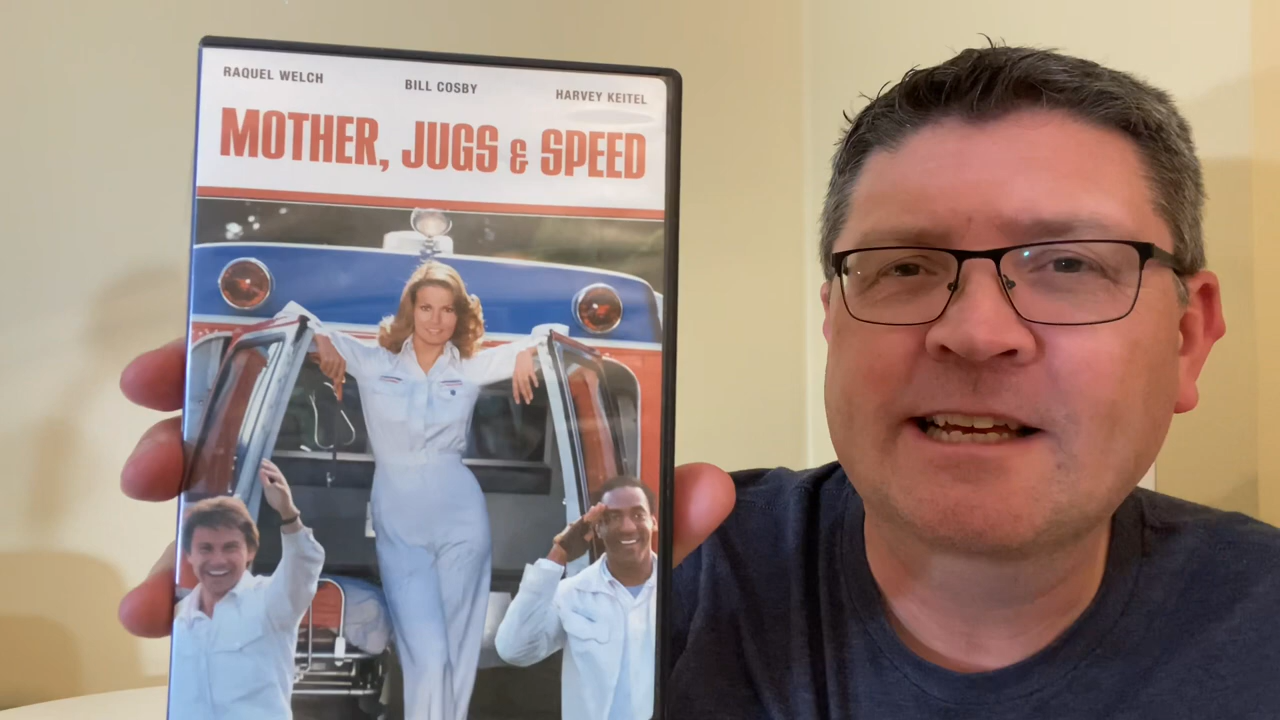 RAQUEL WELCH
BILL COSBY
HARVEY KEITEL
MOTHER, JUGS & SPEED